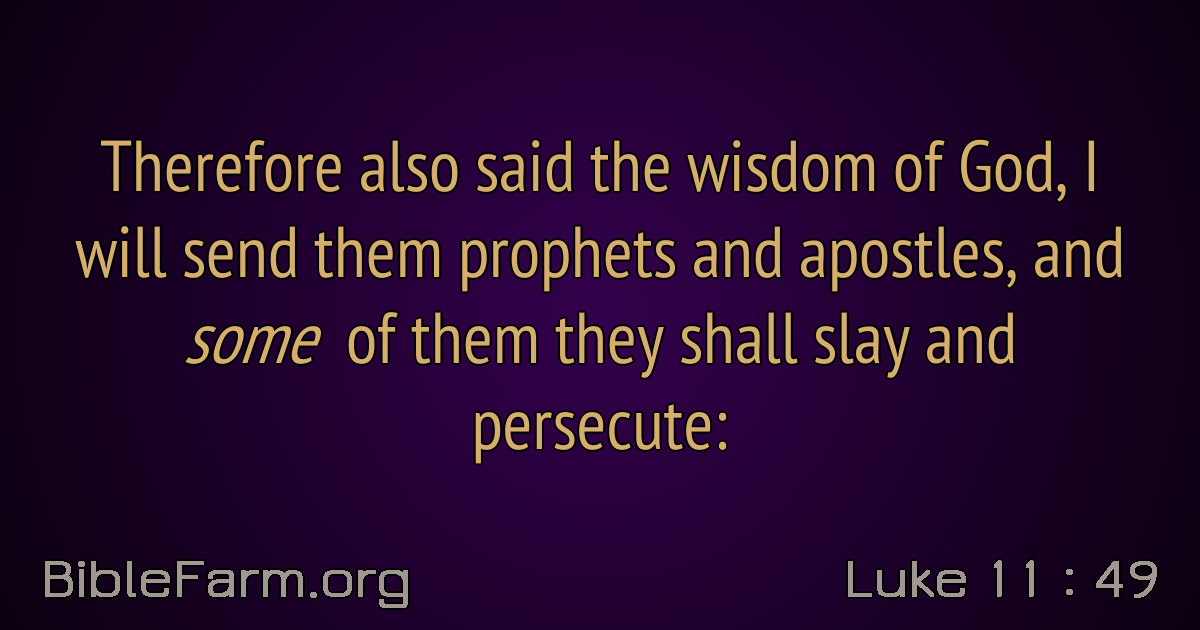 Therefore also said the wisdom of God, I
will send them prophets and apostles, and
some of them they shall slay and
persecute:
BibleFarm.org
Luke 11 : 49